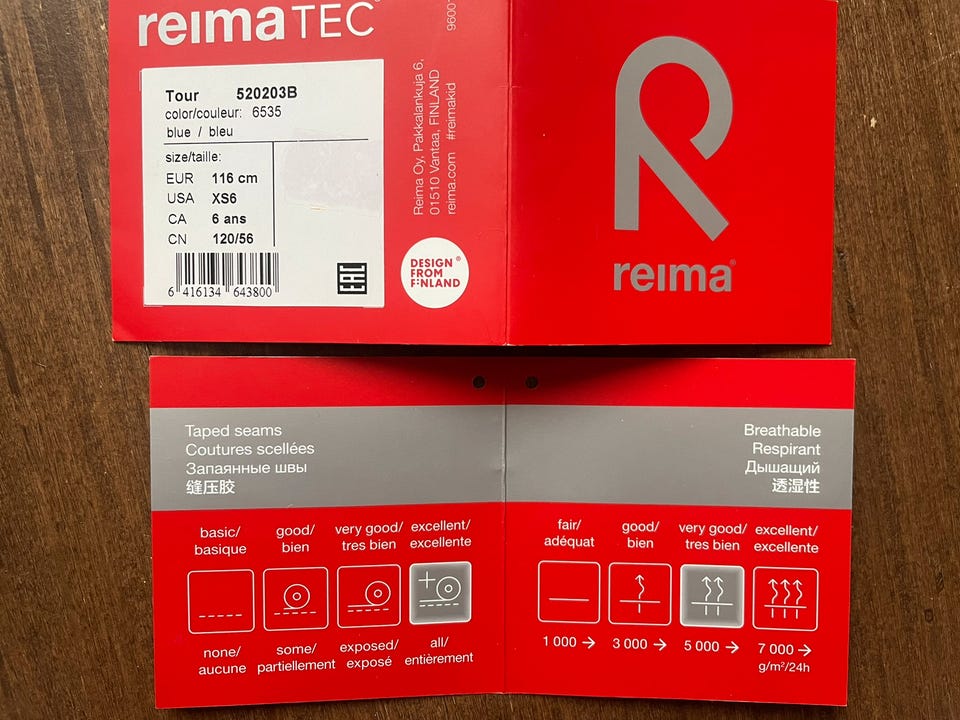 reima TEC®
Tour 520203B
color/couleur: 6535
blue / bleu
size/taille:
EUR 116 cm
USA XS6
CA 6 ans
CN 120/56
6 416134 643800
EAC
Reima Oy, Pakkalankuja 6,
01510 Vantaa, FINLAND
reima.com #reimakid
DESIGN®
FROM
FINLAND
reima®
Taped seams
Coutures scellées
Запаянные швы
缝压胶
basic/
basique
good/
bien
very good/
tres bien
excellent/
excellente
none/
aucune
some/
partiellement
exposed/
exposé
all/
entièrement
Breathable
Respirant
Дышащий
透湿性
fair/
adéquat
good/
bien
very good/
tres bien
excellent/
excellente
1 000 →
3 000 →
5 000 →
7 000 →
g/m²/24h